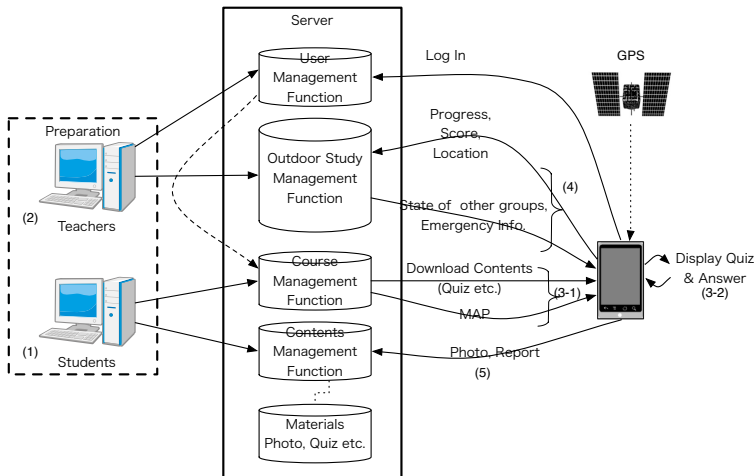 Server
User
Management
Function
Log In
GPS
Preparation
(2)
Teachers
Outdoor Study
Management
Function
Progress,
Score,
Location
(4)
State of other groups,
Emergency Info.
(1)
Students
Course
Management
Function
Download Contents
(Quiz etc.)
(3-1)
MAP
Display Quiz
& Answer
(3-2)
Contents
Management
Function
Photo, Report
(5)
Materials
Photo, Quiz etc.